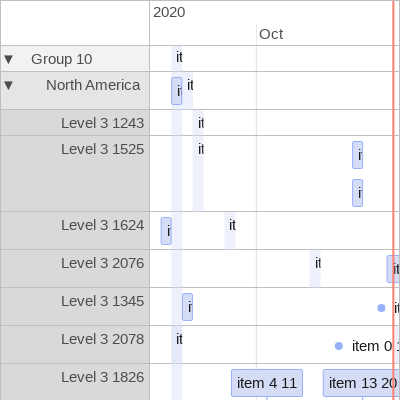 2020
Oct
▼ Group 10 it
▼ North America it
Level 3 1243 it
Level 3 1525 it
Level 3 1624 it
Level 3 2076 it
Level 3 1345
Level 3 2078 it item 0 1
Level 3 1826 item 4 11 item 13 20